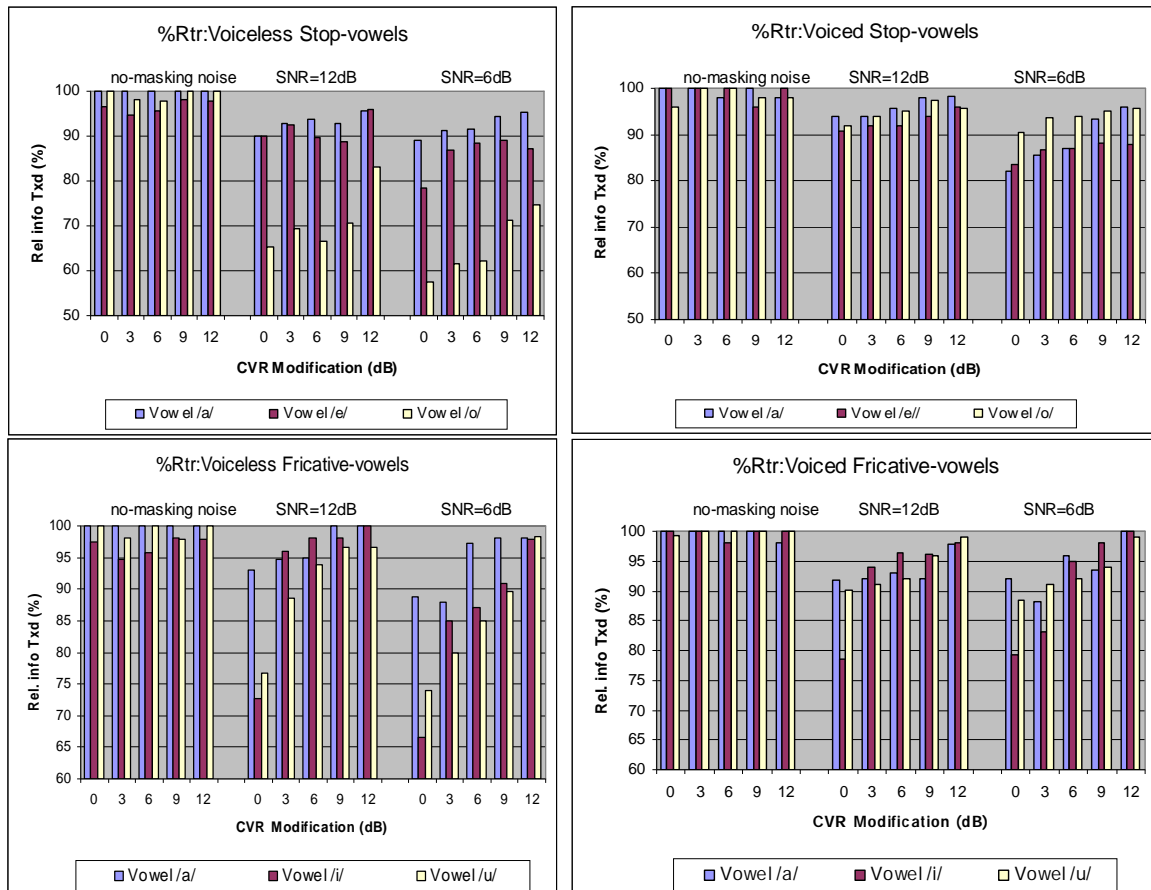 %Rtr:Voiceless Stop-vowels
no-masking noise SNR=12dB SNR=6dB
Rel info Txd (%)
100
90
80
70
60
50
0 3 6 9 12 0 3 6 9 12 0 3 6 9 12
CVR Modification (dB)
Vowel /a/ Vowel /e/ Vowel /o/
%Rtr:Voiced Stop-vowels
no-masking noise SNR=12dB SNR=6dB
Rel info Txd (%)
100
90
80
70
60
50
0 3 6 9 12 0 3 6 9 12 0 3 6 9 12
CVR Modification (dB)
Vowel /a/ Vowel /e// Vowel /o/
%Rtr:Voiceless Fricative-vowels
no-masking noise SNR=12dB SNR=6dB
Rel. info Txd (%)
100
95
90
85
80
75
70
65
60
0 3 6 9 12 0 3 6 9 12 0 3 6 9 12
CVR Modification (dB)
Vowel /a/ Vowel /i/ Vowel /u/
%Rtr:Voiced Fricative-vowels
no-masking noise SNR=12dB SNR=6dB
Rel. info Txd (%)
100
95
90
85
80
75
70
65
60
0 3 6 9 12 0 3 6 9 12 0 3 6 9 12
CVR Modification (dB)
Vowel /a/ Vowel /i/ Vowel /u/